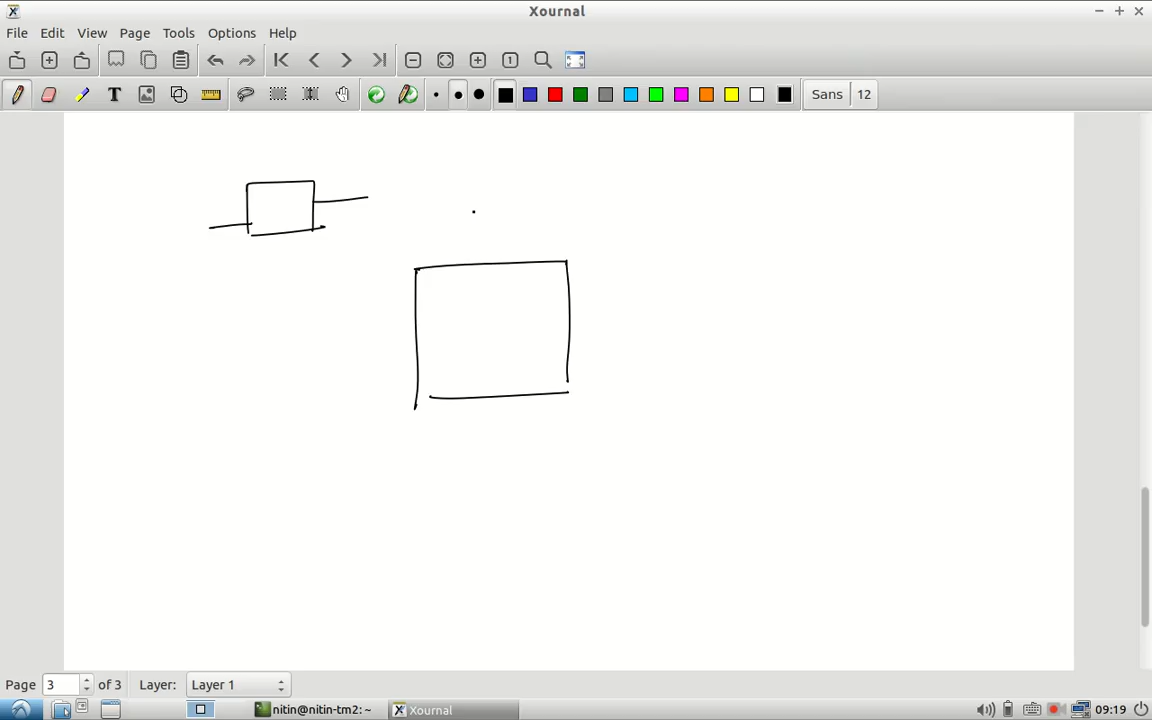 Xournal
File Edit View Page Tools Options Help
Sans 12
Page 3 of 3 Layer: Layer 1
nitin@nitin-tm2: ~ Xournal 09:19